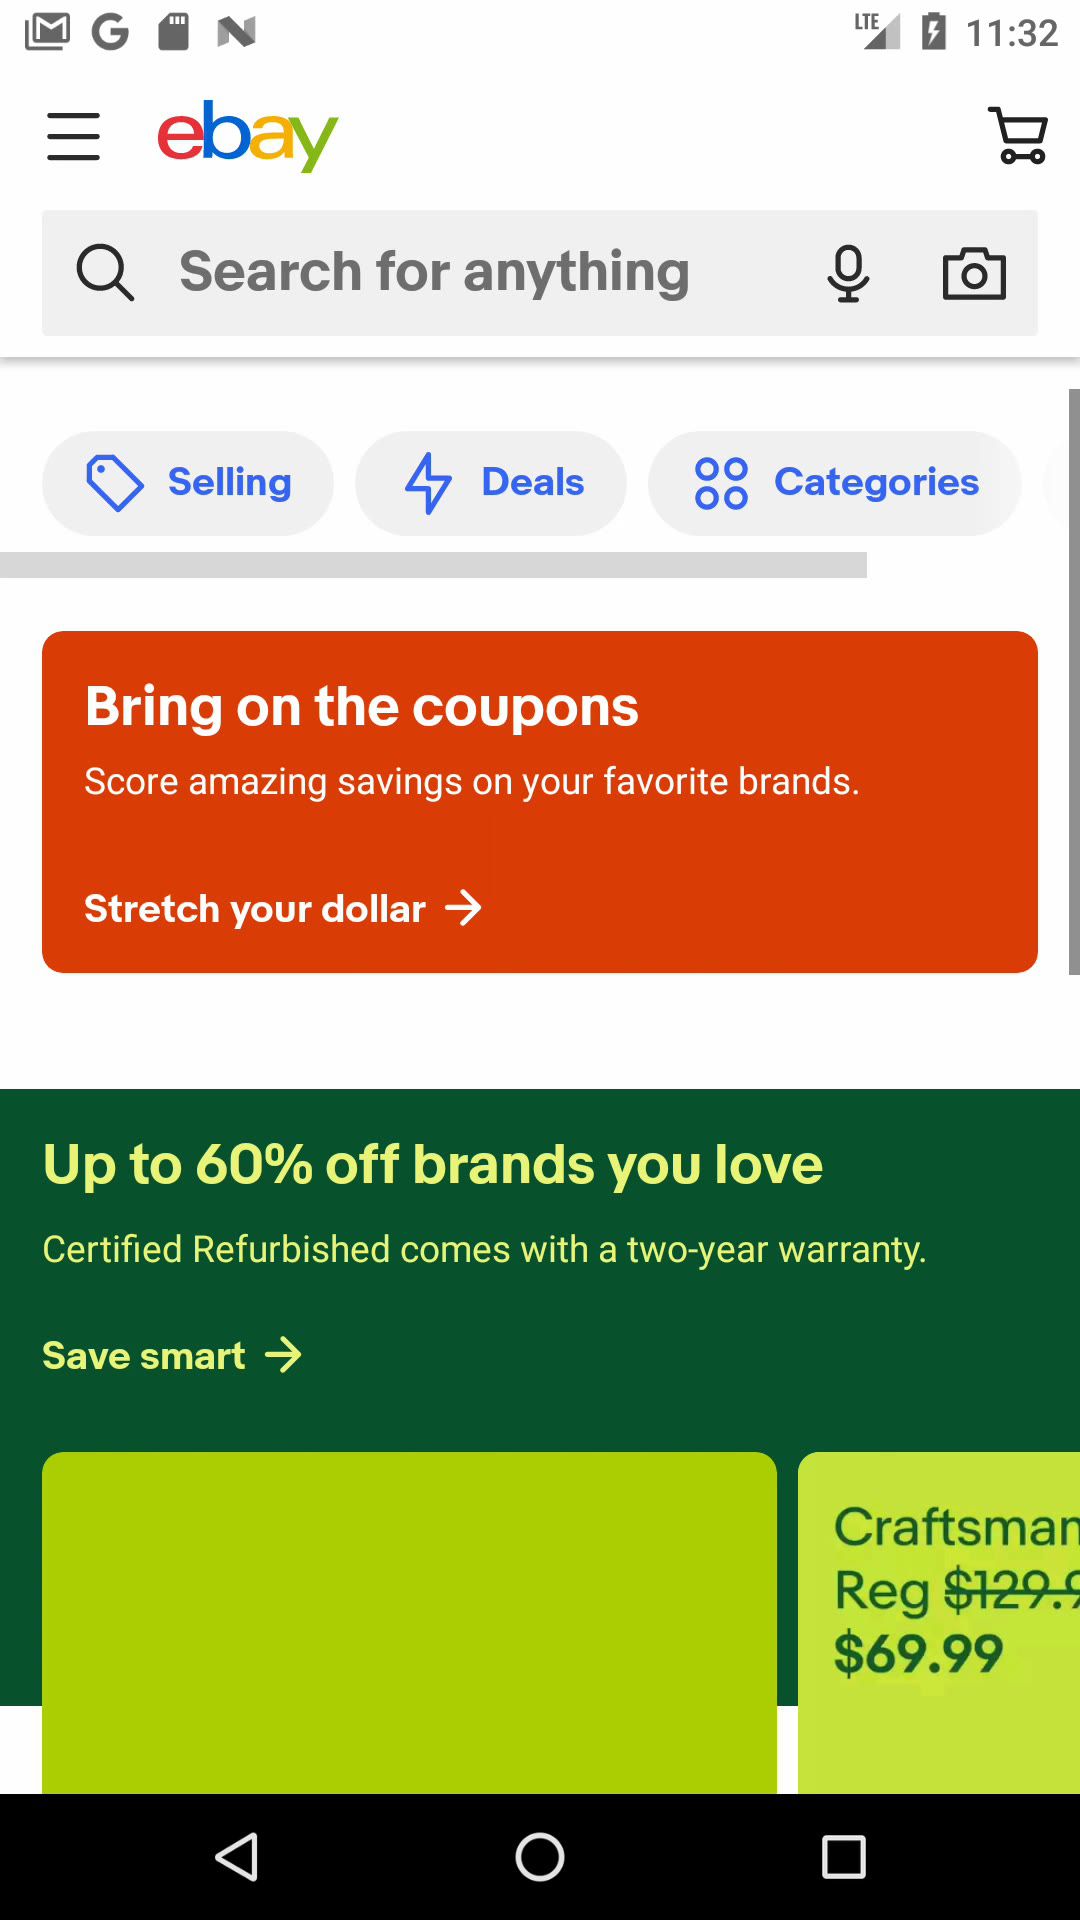 LTE 11:32
ebay
Search for anything
Selling Deals Categories
Bring on the coupons
Score amazing savings on your favorite brands.
Stretch your dollar
Up to 60% off brands you love
Certified Refurbished comes with a two-year warranty.
Save smart
Craftsman
Reg $129.9
$69.99